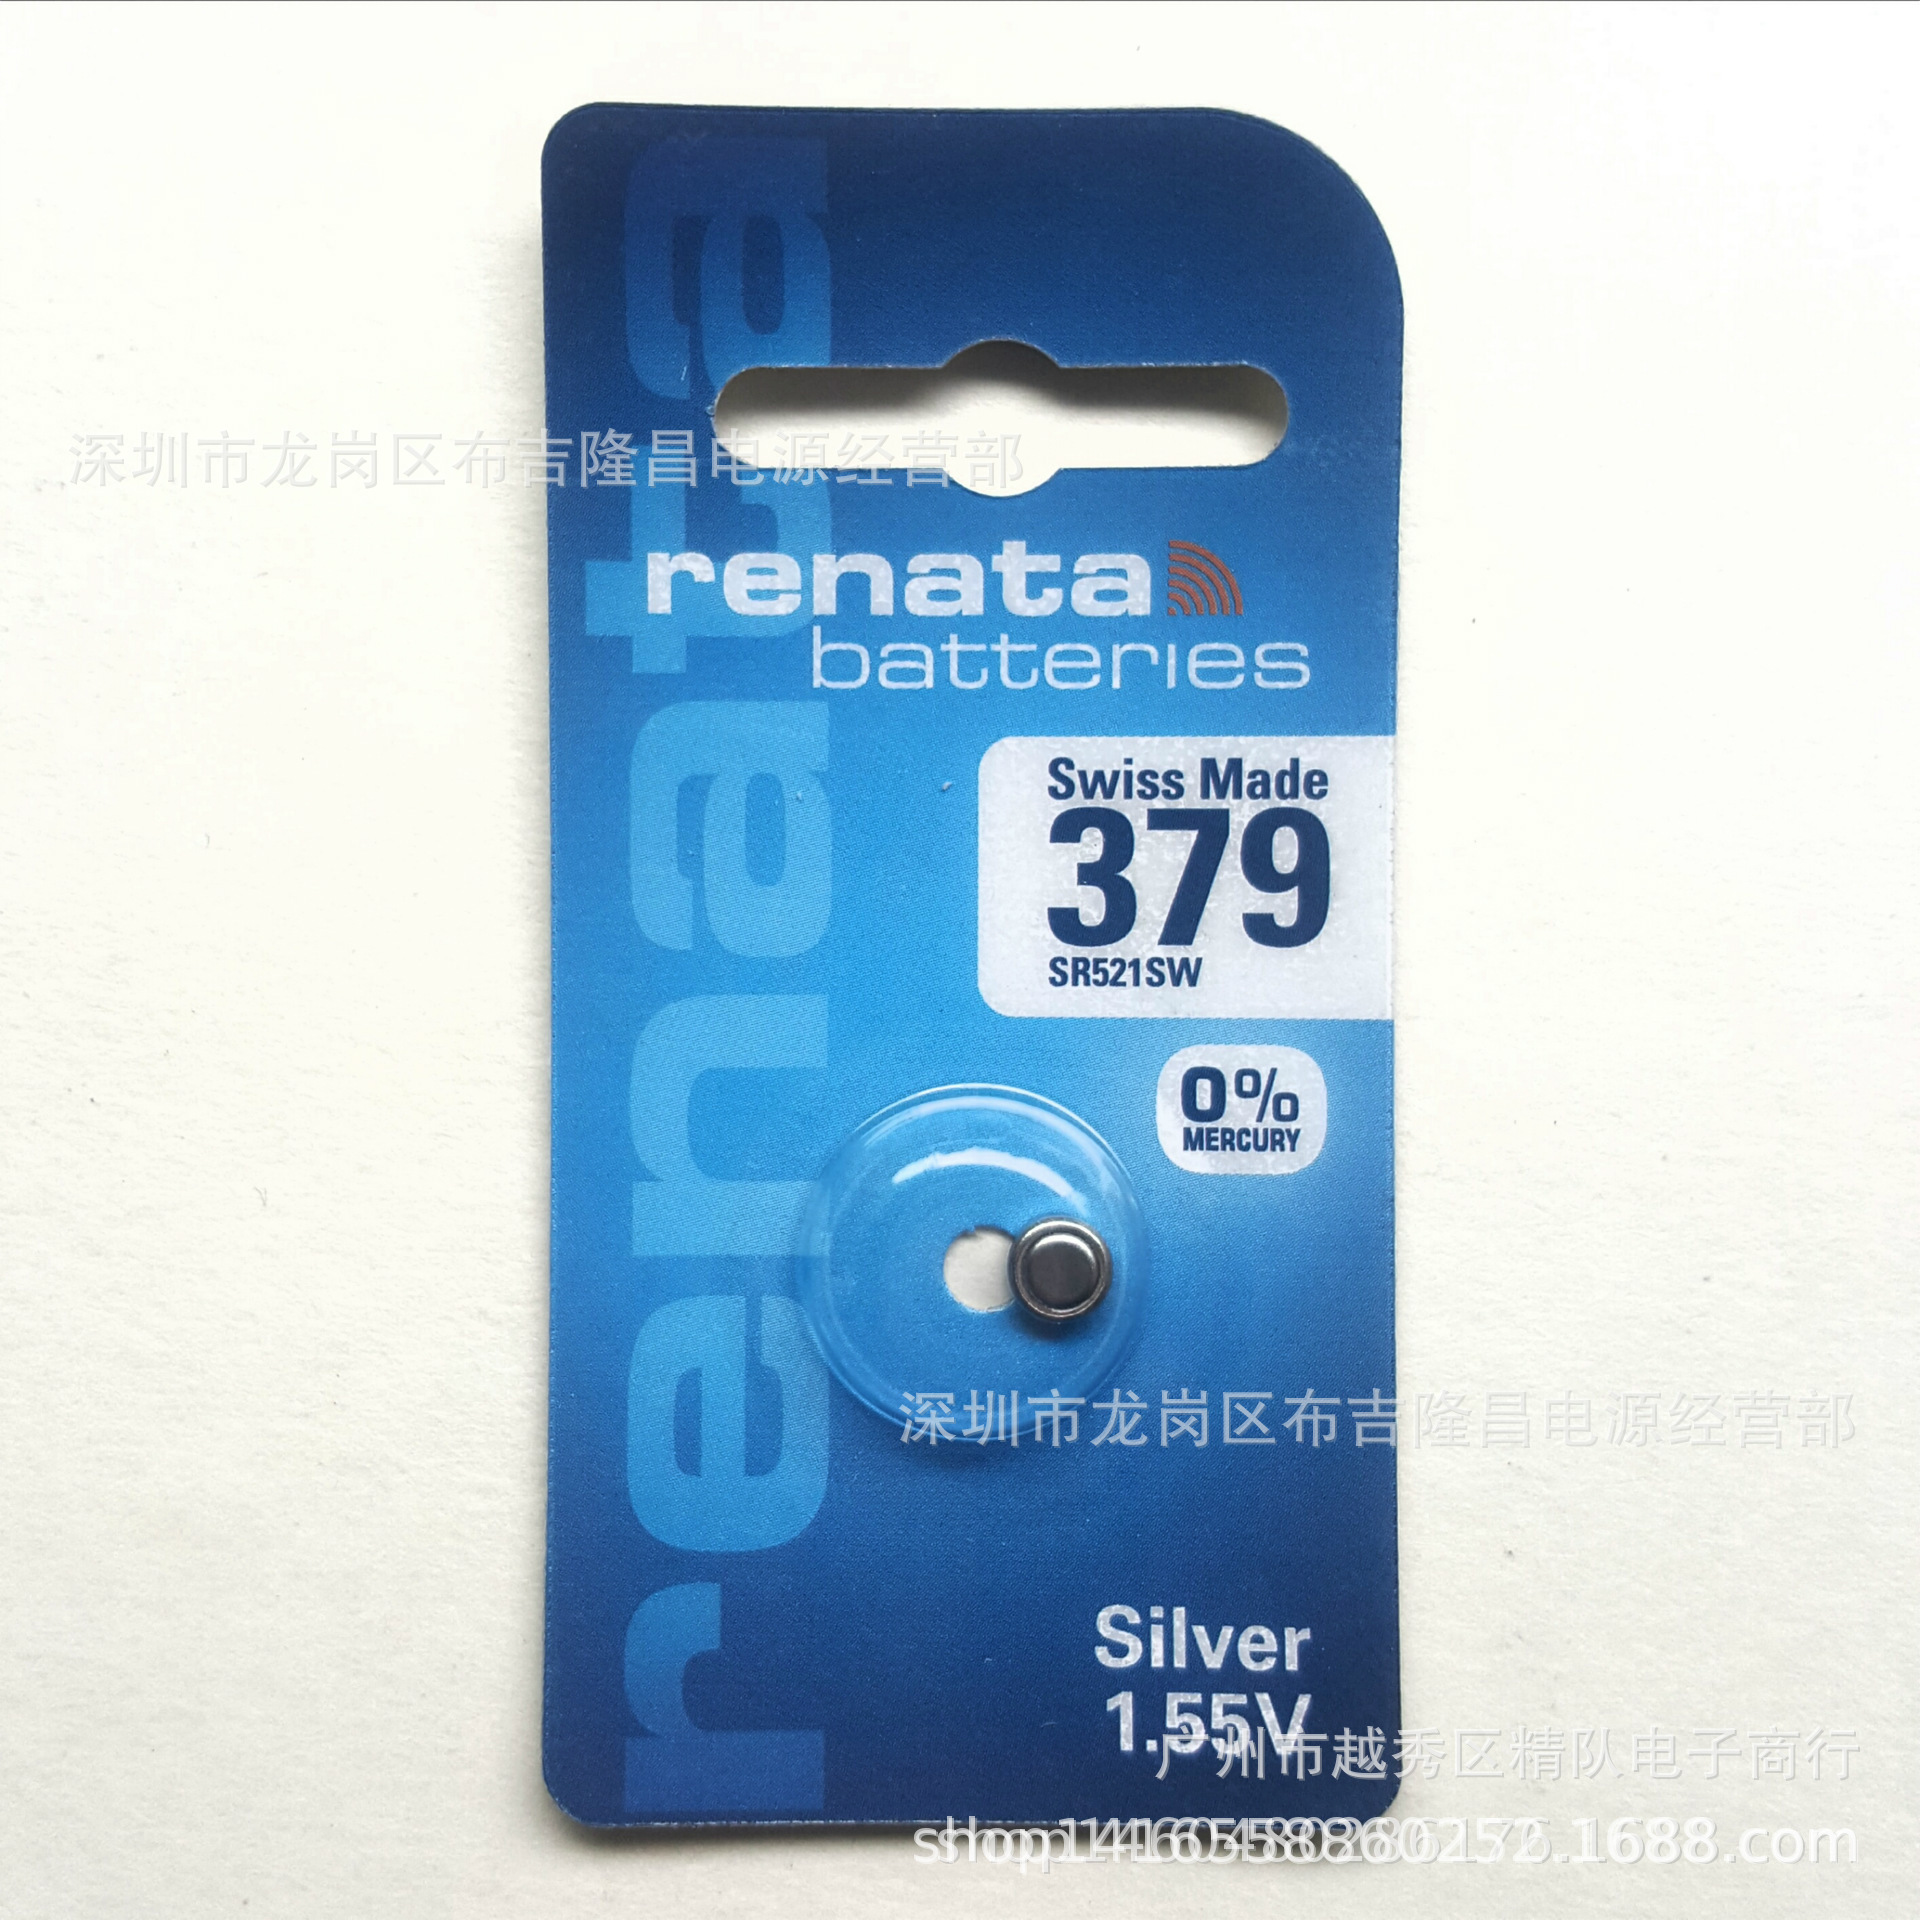 深圳市龙岗区布吉隆昌电源经营部
renata
batteries
Swiss Made
379
SR521SW
0%
MERCURY
renata
深圳市龙岗区布吉隆昌电源经营部
Silver
1.55V
广州市越秀区精队电子商行